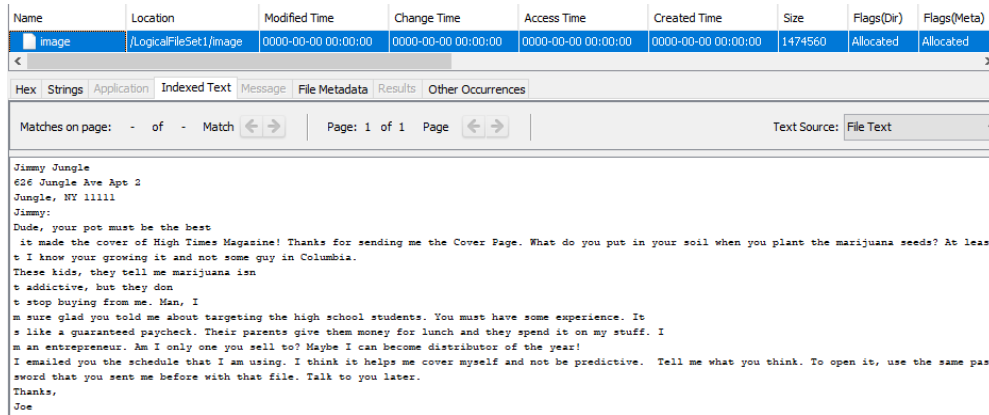 Name Location Modified Time Change Time Access Time Created Time Size Flags(Dir) Flags(Meta)
image /LogicalFileSet1/image 0000-00-00 00:00:00 0000-00-00 00:00:00 0000-00-00 00:00:00 0000-00-00 00:00:00 1474560 Allocated Allocated
Hex Strings Application Indexed Text Message File Metadata Results Other Occurrences
Matches on page: - of - Match Page: 1 of 1 Page Text Source: File Text
Jimmy Jungle
626 Jungle Ave Apt 2
Jungle, NY 11111
Jimmy:
Dude, your pot must be the best
it made the cover of High Times Magazine! Thanks for sending me the Cover Page. What do you put in your soil when you plant the marijuana seeds? At leas
t I know your growing it and not some guy in Columbia.
These kids, they tell me marijuana isn
t addictive, but they don
t stop buying from me. Man, I
m sure glad you told me about targeting the high school students. You must have some experience. It
s like a guaranteed paycheck. Their parents give them money for lunch and they spend it on my stuff. I
m an entrepreneur. Am I only one you sell to? Maybe I can become distributor of the year!
I emailed you the schedule that I am using. I think it helps me cover myself and not be predictive.  Tell me what you think. To open it, use the same pas
sword that you sent me before with that file. Talk to you later.
Thanks,
Joe